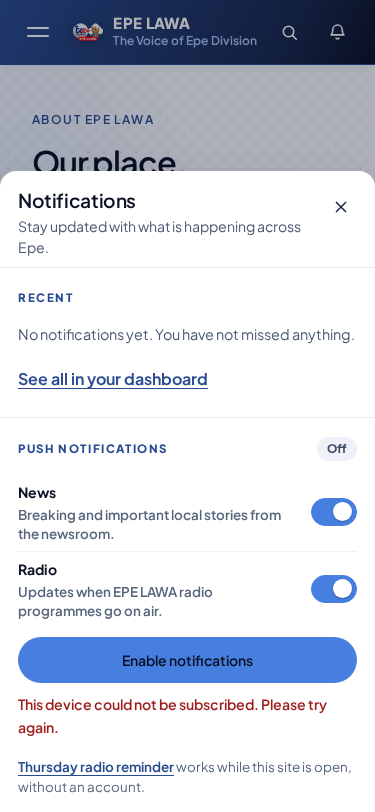 EPE LAWA
The Voice of Epe Division
ABOUT EPE LAWA
Our place,
Notifications
Stay updated with what is happening across
Epe.
RECENT
No notifications yet. You have not missed anything.
See all in your dashboard
PUSH NOTIFICATIONS
Off
News
Breaking and important local stories from
the newsroom.
Radio
Updates when EPE LAWA radio
programmes go on air.
Enable notifications
This device could not be subscribed. Please try
again.
Thursday radio reminder works while this site is open,
without an account.